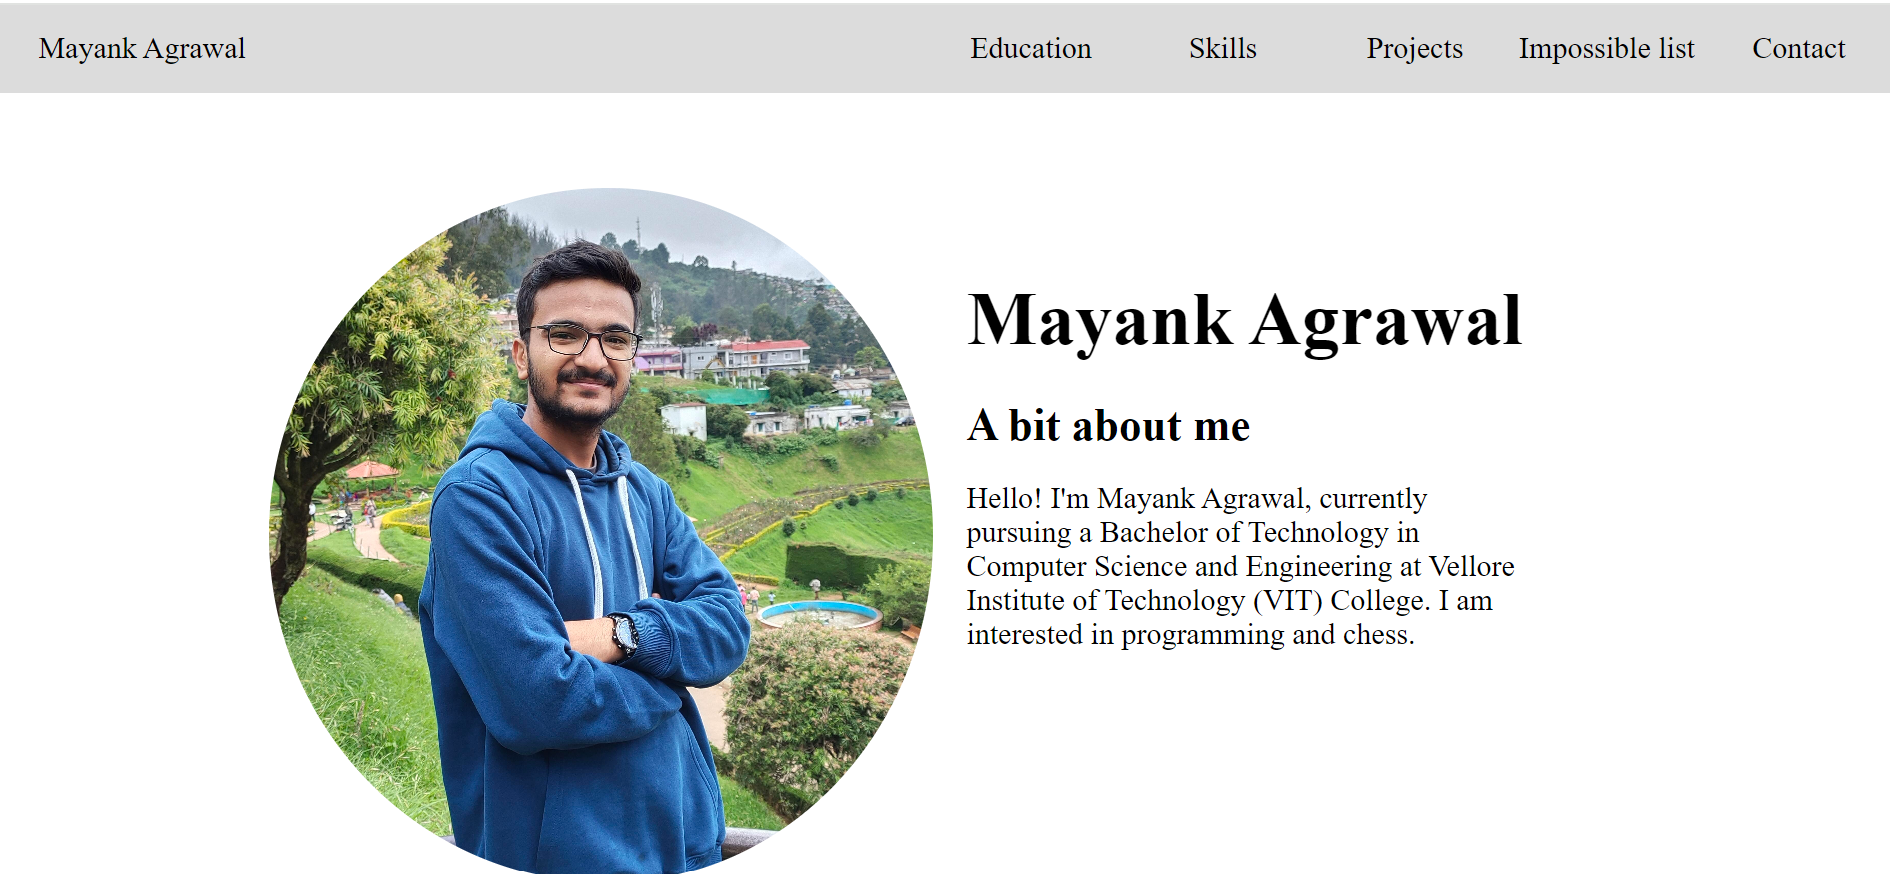 Mayank Agrawal Education Skills Projects Impossible list Contact
Mayank Agrawal
A bit about me
Hello! I'm Mayank Agrawal, currently
pursuing a Bachelor of Technology in
Computer Science and Engineering at Vellore
Institute of Technology (VIT) College. I am
interested in programming and chess.